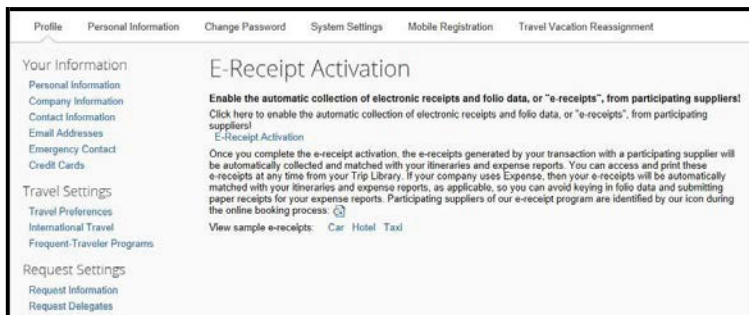 Profile Personal Information Change Password System Settings Mobile Registration Travel Vacation Reassignment
Your Information
Personal Information
Company Information
Contact Information
Email Addresses
Emergency Contact
Credit Cards
Travel Settings
Travel Preferences
International Travel
Frequent-Traveler Programs
Request Settings
Request Information
Request Delegates
E-Receipt Activation
Enable the automatic collection of electronic receipts and folio data, or "e-receipts", from participating suppliers!
Click here to enable the automatic collection of electronic receipts and folio data, or "e-receipts", from participating
suppliers!
E-Receipt Activation
Once you complete the e-receipt activation, the e-receipts generated by your transaction with a participating supplier will
be automatically collected and matched with your itineraries and expense reports. You can access and print these
e-receipts at any time from your Trip Library. If your company uses Expense, then your e-receipts will be automatically
matched with your itineraries and expense reports, as applicable, so you can avoid keying in folio data and submitting
paper receipts for your expense reports. Participating suppliers of our e-receipt program are identified by our icon during
the online booking process:
View sample e-receipts: Car Hotel Taxi